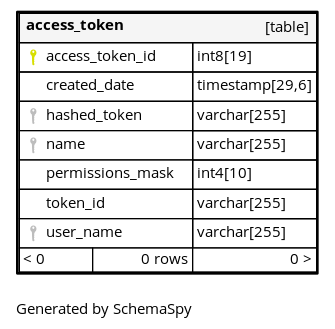 access_token [table]
access_token_id int8[19]
created_date timestamp[29,6]
hashed_token varchar[255]
name varchar[255]
permissions_mask int4[10]
token_id varchar[255]
user_name varchar[255]
< 0 0 rows 0 >
Generated by SchemaSpy